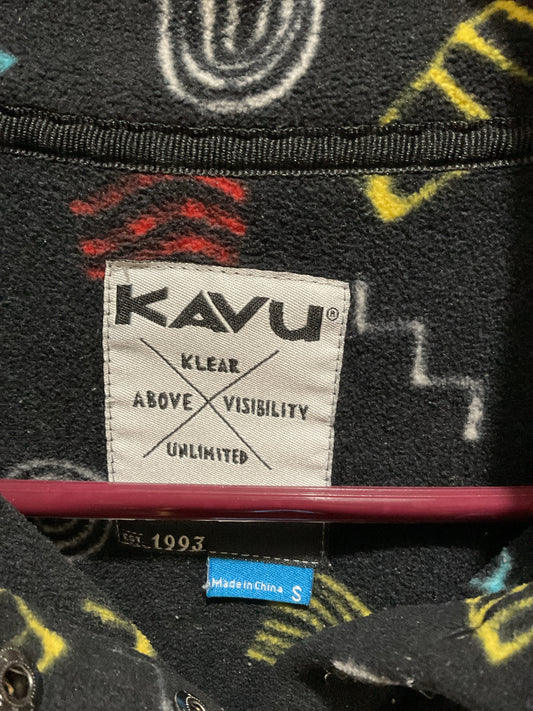 KAVU®
KLEAR
ABOVE VISIBILITY
UNLIMITED
EST. 1993
Made in China S